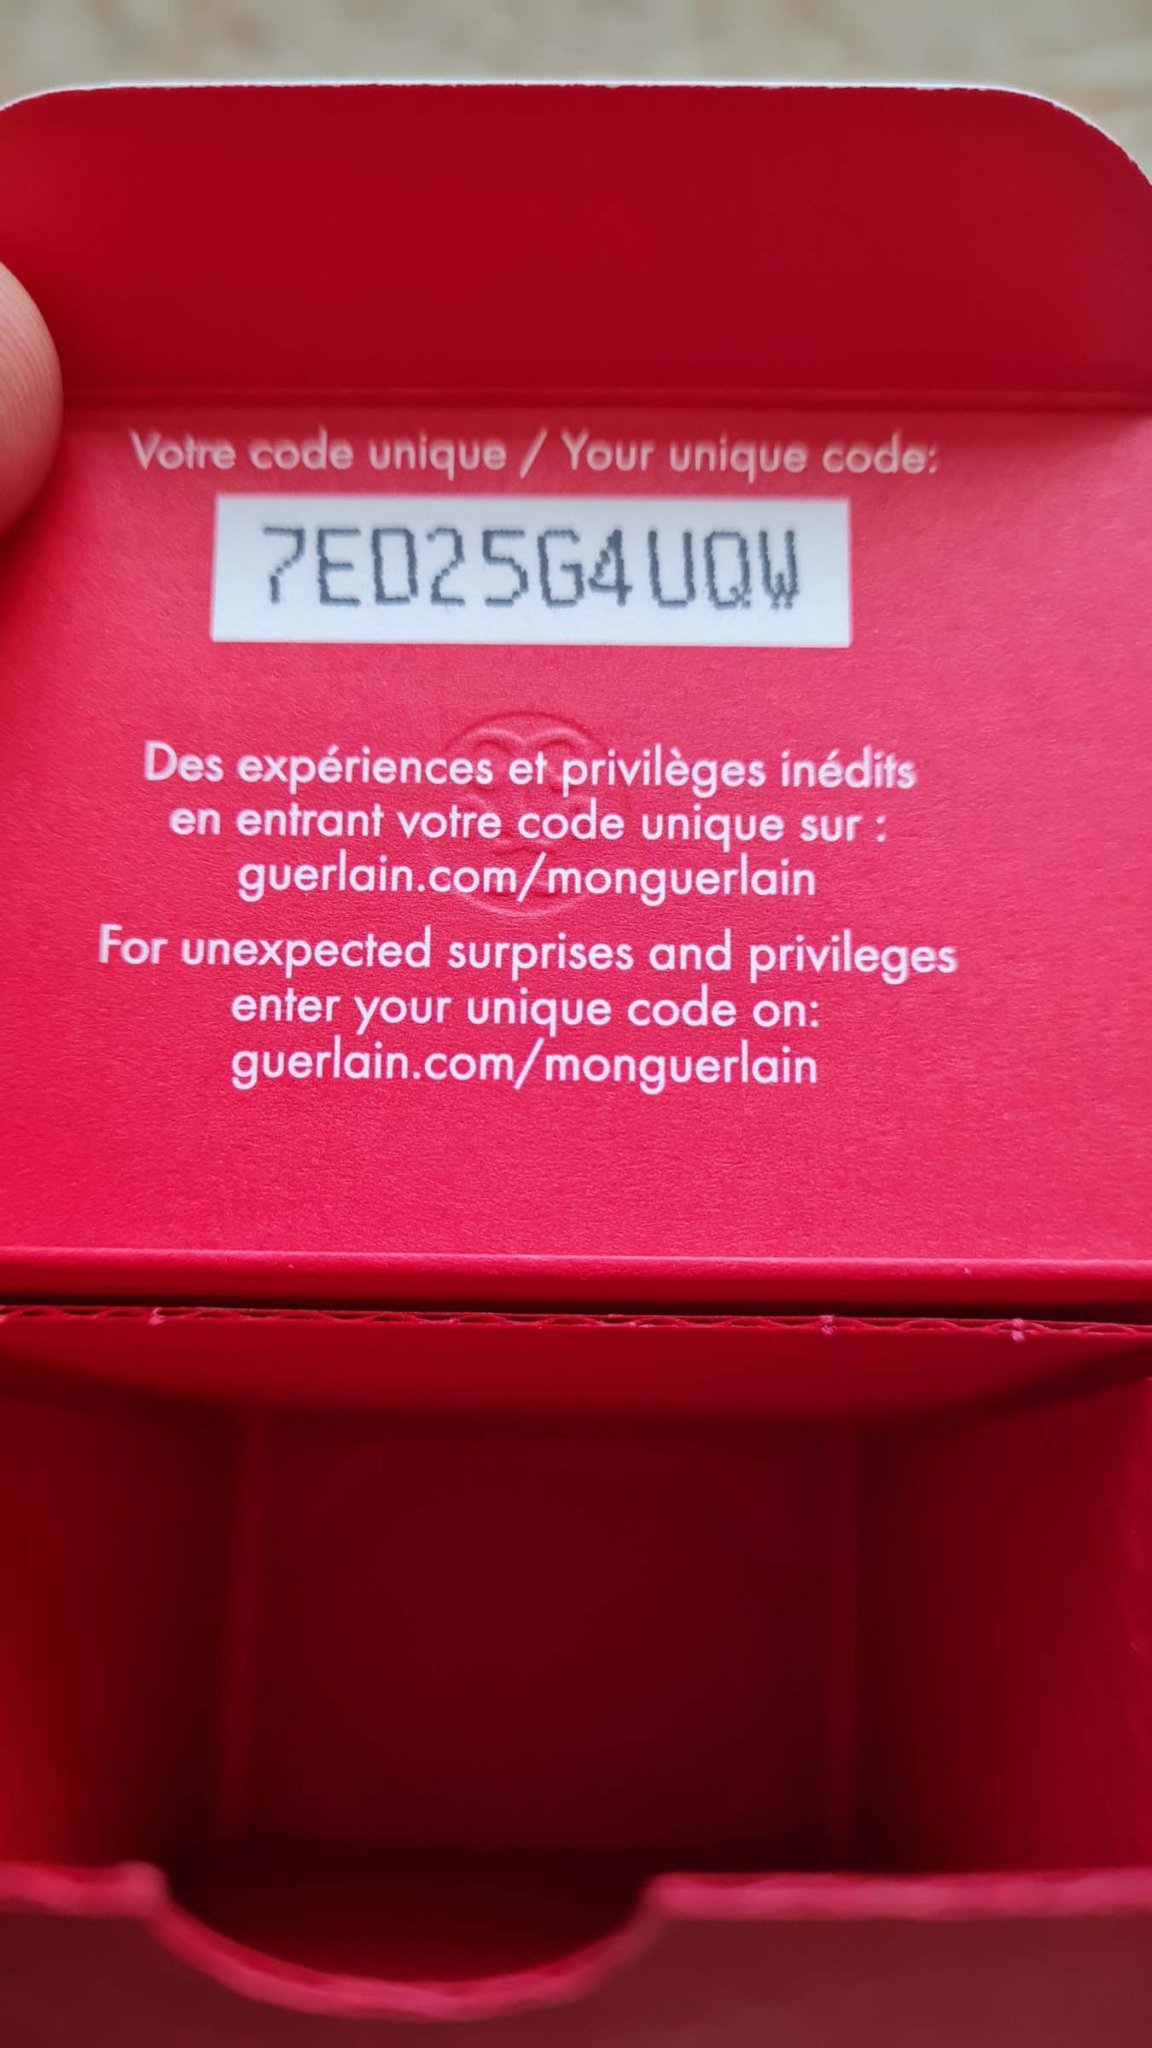 Votre code unique / Your unique code:
7ED25G4UQW
Des expériences et privilèges inédits
en entrant votre code unique sur :
guerlain.com/monguerlain
For unexpected surprises and privileges
enter your unique code on:
guerlain.com/monguerlain